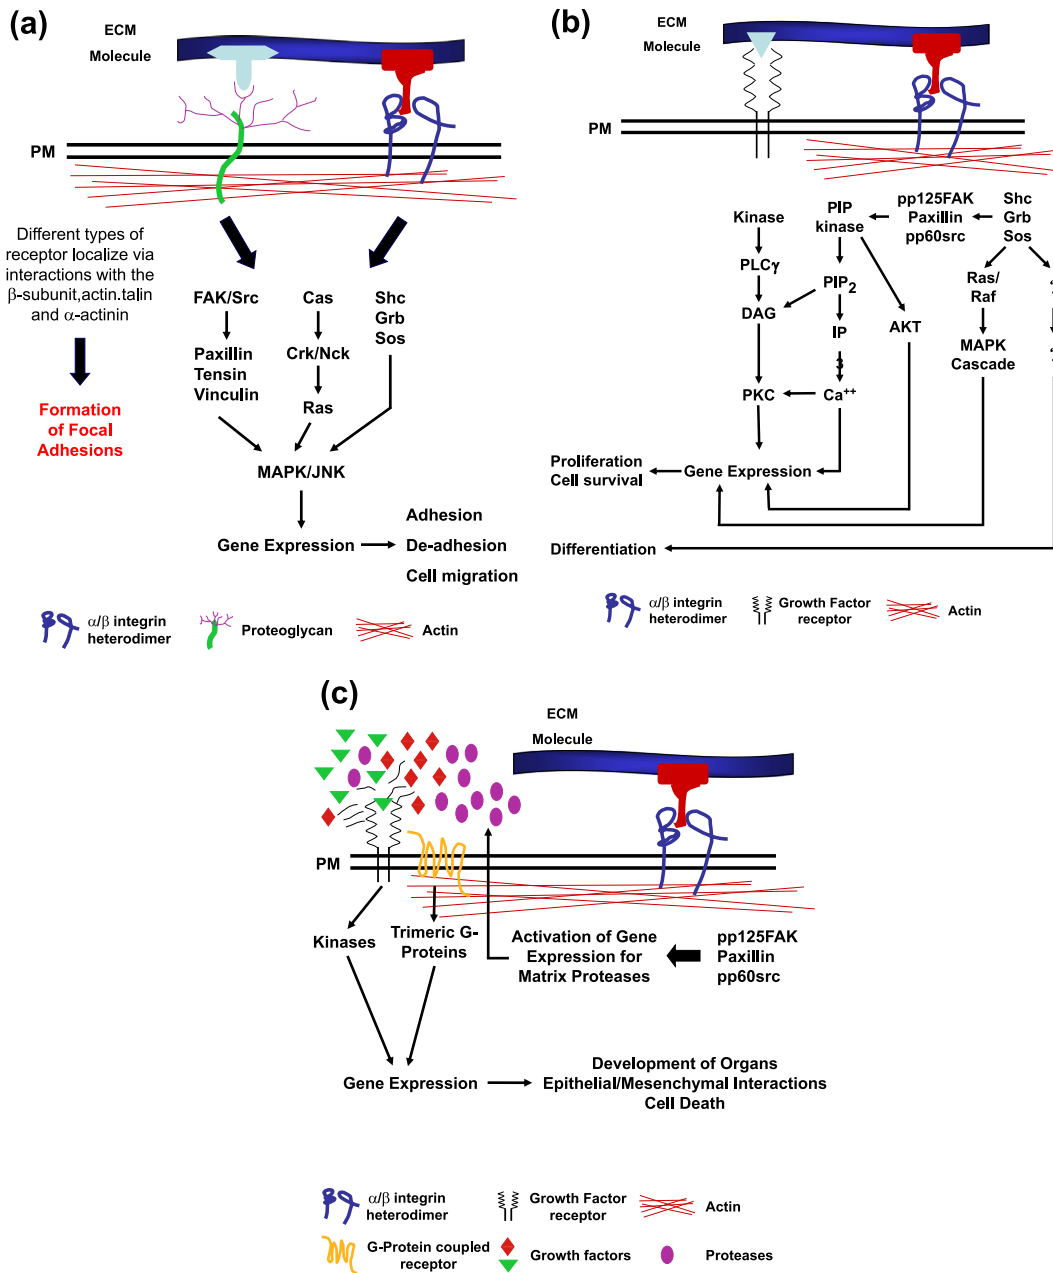 (a)
ECM
Molecule
PM
Different types of
receptor localize via
interactions with the
β-subunit,actin.talin
and α-actinin
Formation
of Focal
Adhesions
FAK/Src
Paxillin
Tensin
Vinculin
Cas
Crk/Nck
Ras
Shc
Grb
Sos
MAPK/JNK
Gene Expression
Adhesion
De-adhesion
Cell migration
α/β integrin
heterodimer
Proteoglycan
Actin
(b)
ECM
Molecule
PM
Kinase
PLCγ
DAG
PKC
PIP
kinase
PIP2
IP
3
Ca++
AKT
pp125FAK
Paxillin
pp60src
Shc
Grb
Sos
Ras/
Raf
MAPK
Cascade
Gene Expression
Proliferation
Cell survival
Differentiation
α/β integrin
heterodimer
Growth Factor
receptor
Actin
(c)
ECM
Molecule
PM
Kinases
Trimeric G-
Proteins
Activation of Gene
Expression for
Matrix Proteases
pp125FAK
Paxillin
pp60src
Gene Expression
Development of Organs
Epithelial/Mesenchymal Interactions
Cell Death
α/β integrin
heterodimer
Growth Factor
receptor
Actin
G-Protein coupled
receptor
Growth factors
Proteases